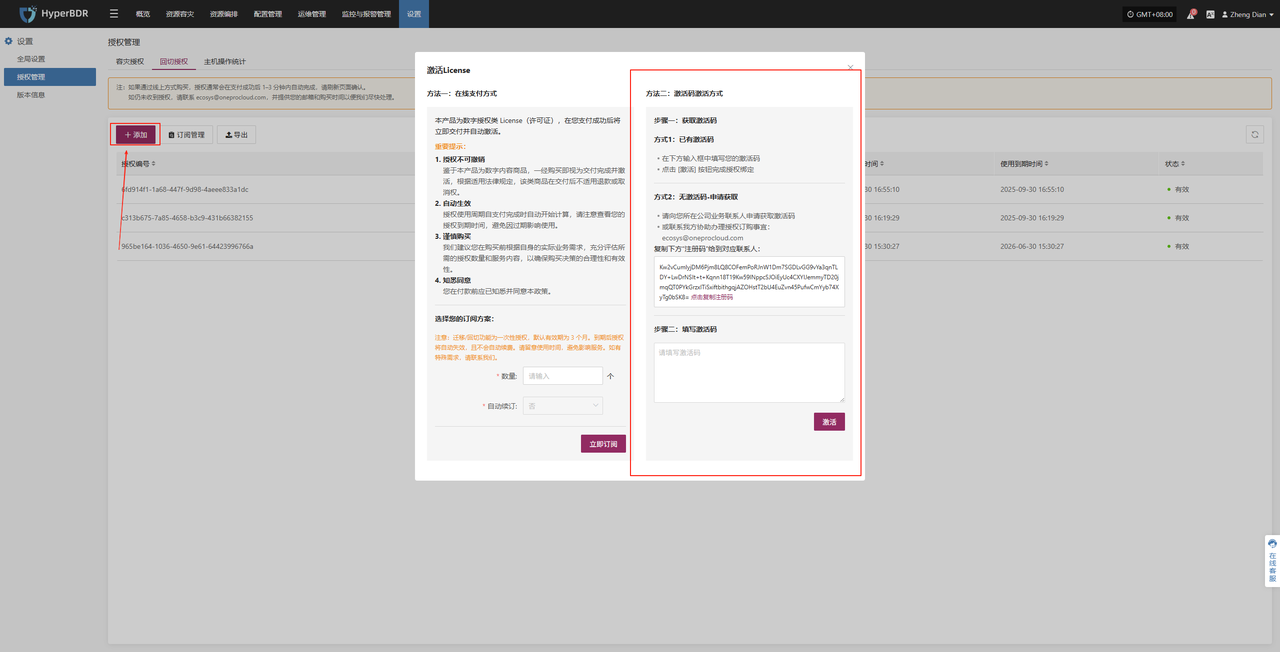 HyperBDR
概览
资源容灾
资源编排
配置管理
运维管理
监控与报警管理
设置
GMT+08:00
Zheng Dian
设置
全局设置
授权管理
版本信息
授权管理
容灾授权
回切授权
主机操作统计
注：如果通过线上方式购买，授权通常会在支付成功后 1-3 分钟内自动完成，请刷新页面确认。
如仍未收到授权，请联系 ecosys@oneprocloud.com，并提供您的邮箱和购买时间以便我们尽快处理。
添加
订阅管理
导出
授权编号
时间
使用到期时间
状态
6fd914f1-1a68-447f-9d98-4aeee833a1dc
30 16:55:10
2025-09-30 16:55:10
有效
c313b675-7a85-4658-b3c9-431b66382155
30 16:19:29
2025-09-30 16:19:29
有效
965be164-1036-4650-9e61-64423996766a
30 15:30:27
2026-06-30 15:30:27
有效
激活License
方法一：在线支付方式
本产品为数字授权类 License（许可证），在您支付成功后将
立即交付并自动激活。
重要提示：
1. 授权不可撤销
鉴于本产品为数字内容商品，一经购买即视为交付完成并激
活，根据适用法律规定，该类商品在交付后不适用退款或取
消权。
2. 自动生效
授权使用周期自支付完成时自动开始计算，请注意查看您的
授权到期时间，避免因过期影响使用。
3. 谨慎购买
我们建议您在购买前根据自身的实际业务需求，充分评估所
需的授权数量和服务内容，以确保购买决策的合理性和有效
性。
4. 知悉同意
您在付款前应已知悉并同意本政策。
选择您的订阅方案：
注意：迁移/回切功能为一次性授权，默认有效期为 3 个月。到期后授权
将自动失效，且不会自动续费。请留意使用时间，避免影响服务。如有
特殊需求，请联系我们。
* 数量:
请输入
个
* 自动续订:
否
立即订阅
方法二：激活码激活方式
步骤一：获取激活码
方式1：已有激活码
• 在下方输入框中填写您的激活码
• 点击 [激活] 按钮完成授权绑定
方式2：无激活码-申请获取
• 请向您所在公司业务联系人申请获取激活码
• 或联系我方协助办理授权订购事宜:
ecosys@oneprocloud.com
复制下方"注册码"给到对应联系人：
点击复制注册码
步骤二：填写激活码
请填写激活码
激活
在线客服